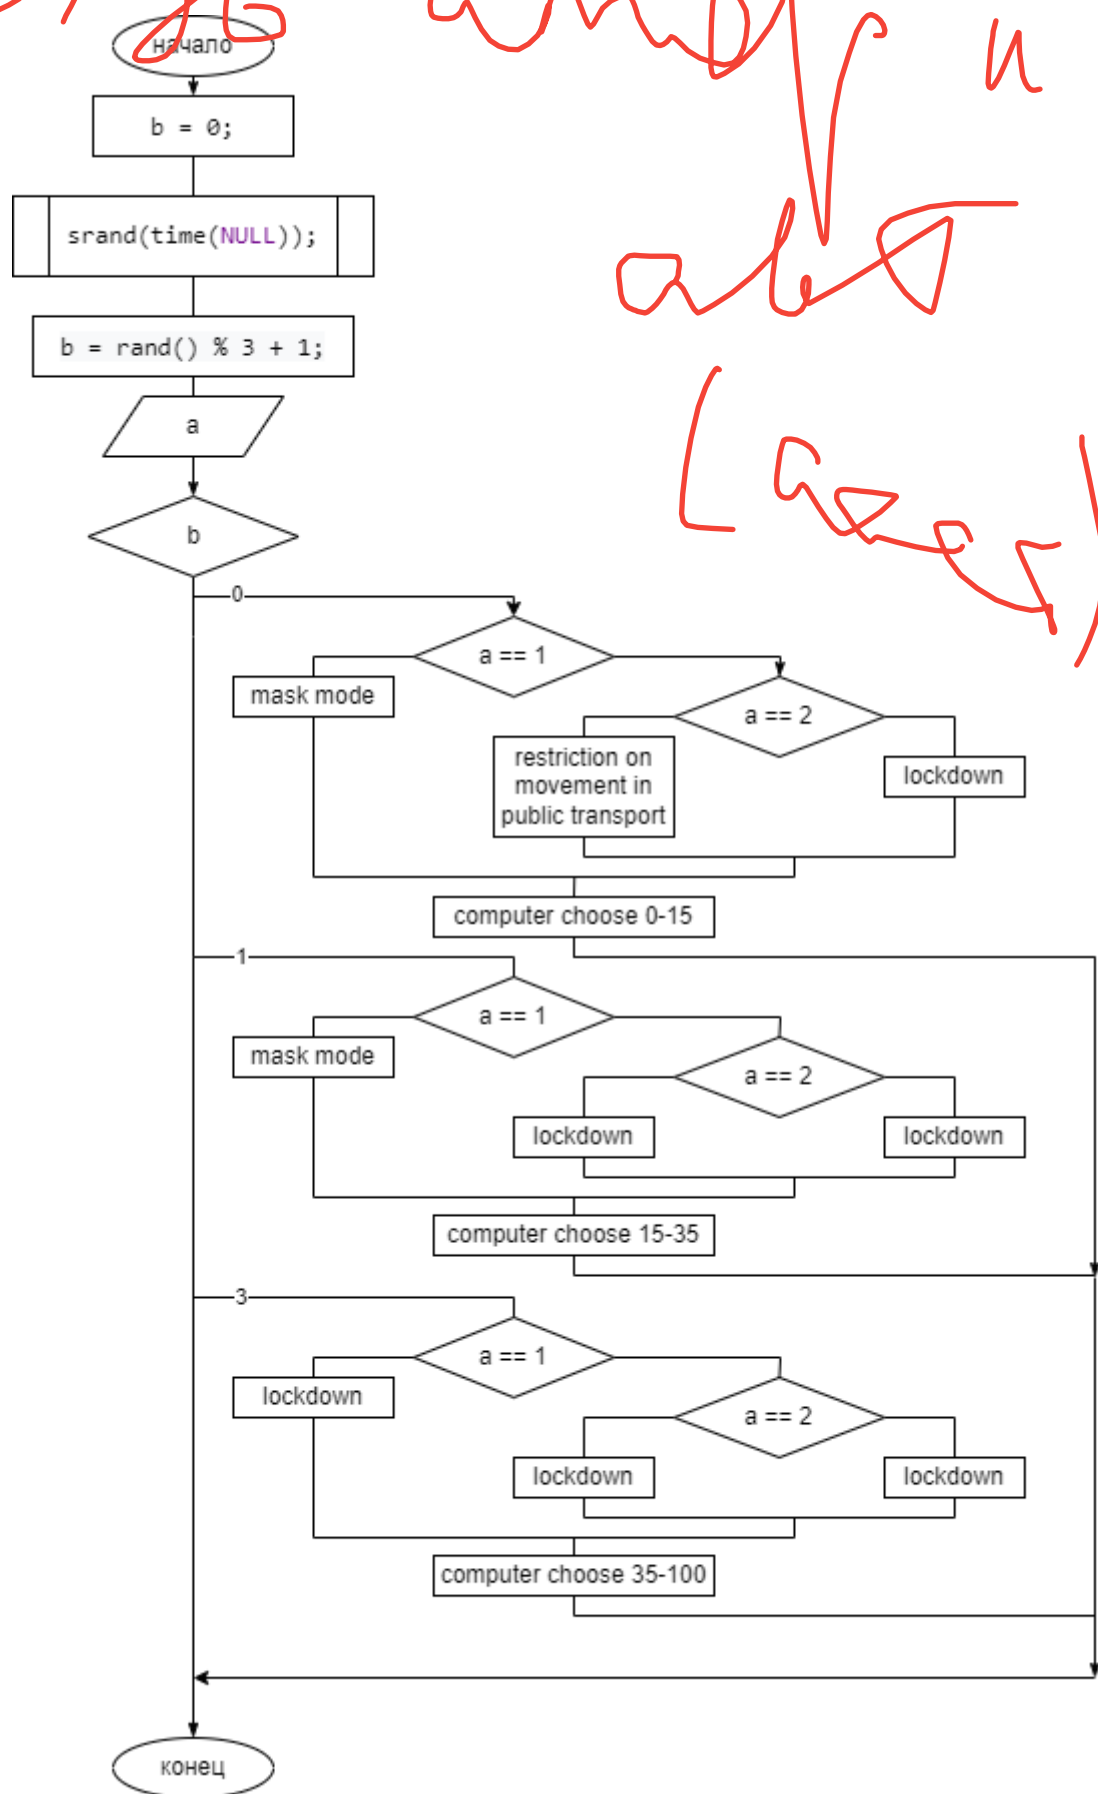 начало
b = 0;
srand(time(NULL));
b = rand() % 3 + 1;
a
b
0
a == 1
mask mode
a == 2
restriction on
movement in
public transport
lockdown
computer choose 0-15
1
a == 1
mask mode
a == 2
lockdown
lockdown
computer choose 15-35
3
a == 1
lockdown
a == 2
lockdown
lockdown
computer choose 35-100
конец